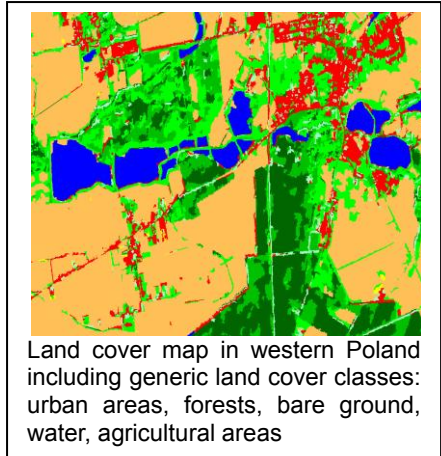 Land cover map in western Poland
including generic land cover classes:
urban areas, forests, bare ground,
water, agricultural areas